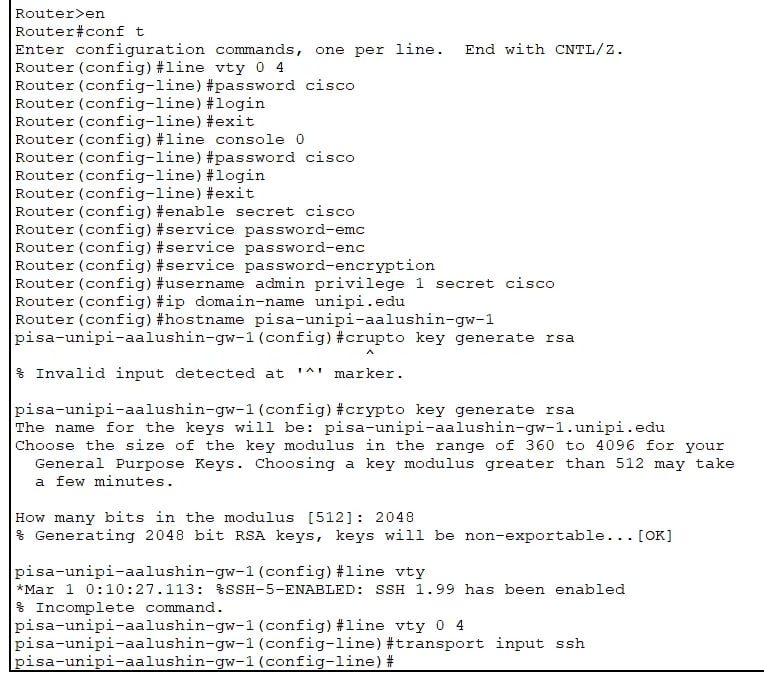 Router>en
Router#conf t
Enter configuration commands, one per line.  End with CNTL/Z.
Router(config)#line vty 0 4
Router(config-line)#password cisco
Router(config-line)#login
Router(config-line)#exit
Router(config)#line console 0
Router(config-line)#password cisco
Router(config-line)#login
Router(config-line)#exit
Router(config)#enable secret cisco
Router(config)#service password-emc
Router(config)#service password-enc
Router(config)#service password-encryption
Router(config)#username admin privilege 1 secret cisco
Router(config)#ip domain-name unipi.edu
Router(config)#hostname pisa-unipi-aalushin-gw-1
pisa-unipi-aalushin-gw-1(config)#crupto key generate rsa
^
% Invalid input detected at '^' marker.
pisa-unipi-aalushin-gw-1(config)#crypto key generate rsa
The name for the keys will be: pisa-unipi-aalushin-gw-1.unipi.edu
Choose the size of the key modulus in the range of 360 to 4096 for your
General Purpose Keys. Choosing a key modulus greater than 512 may take
a few minutes.
How many bits in the modulus [512]: 2048
% Generating 2048 bit RSA keys, keys will be non-exportable...[OK]
pisa-unipi-aalushin-gw-1(config)#line vty
*Mar 1 0:10:27.113: %SSH-5-ENABLED: SSH 1.99 has been enabled
% Incomplete command.
pisa-unipi-aalushin-gw-1(config)#line vty 0 4
pisa-unipi-aalushin-gw-1(config-line)#transport input ssh
pisa-unipi-aalushin-gw-1(config-line)#